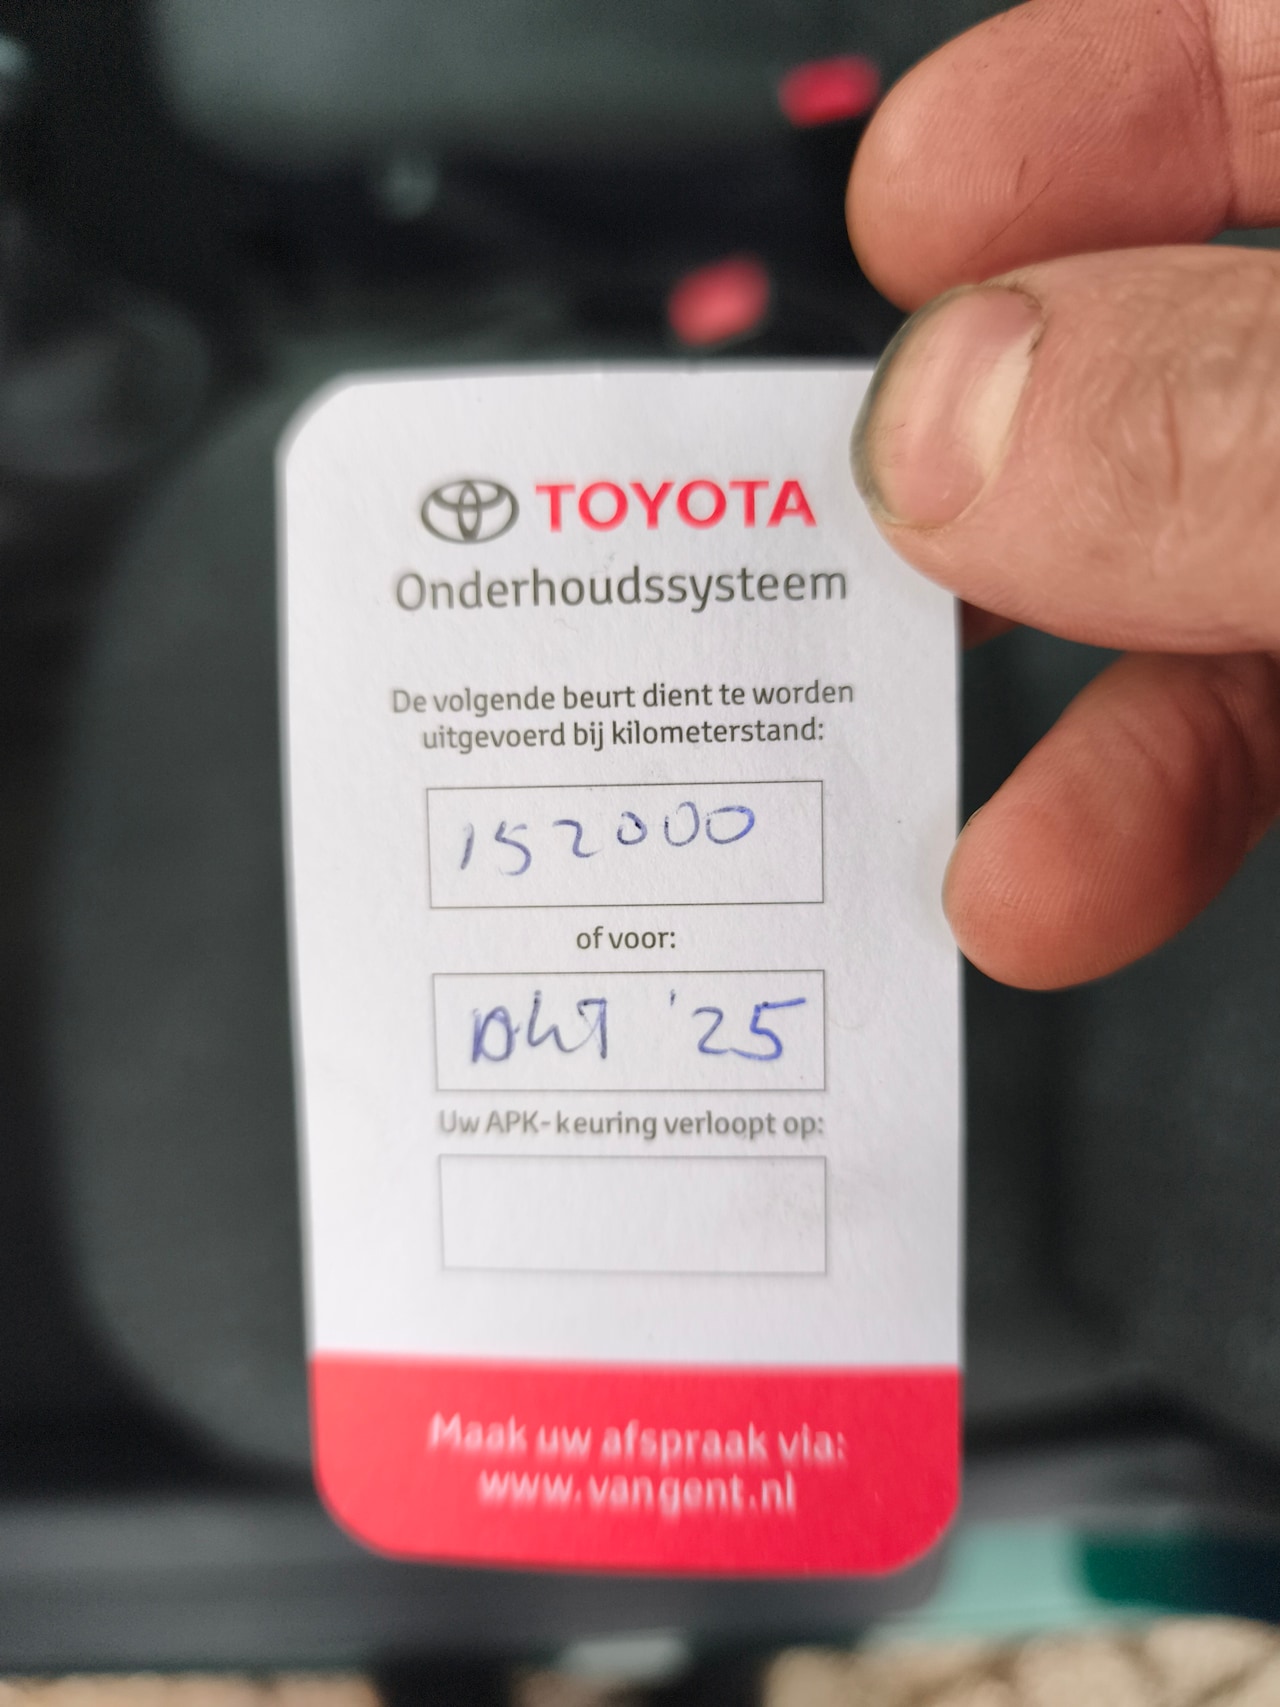 TOYOTA
Onderhoudssysteem
De volgende beurt dient te worden
uitgevoerd bij kilometerstand:
152000
of voor:
okt '25
Uw APK-keuring verloopt op:
Maak uw afspraak via:
www.vangent.nl